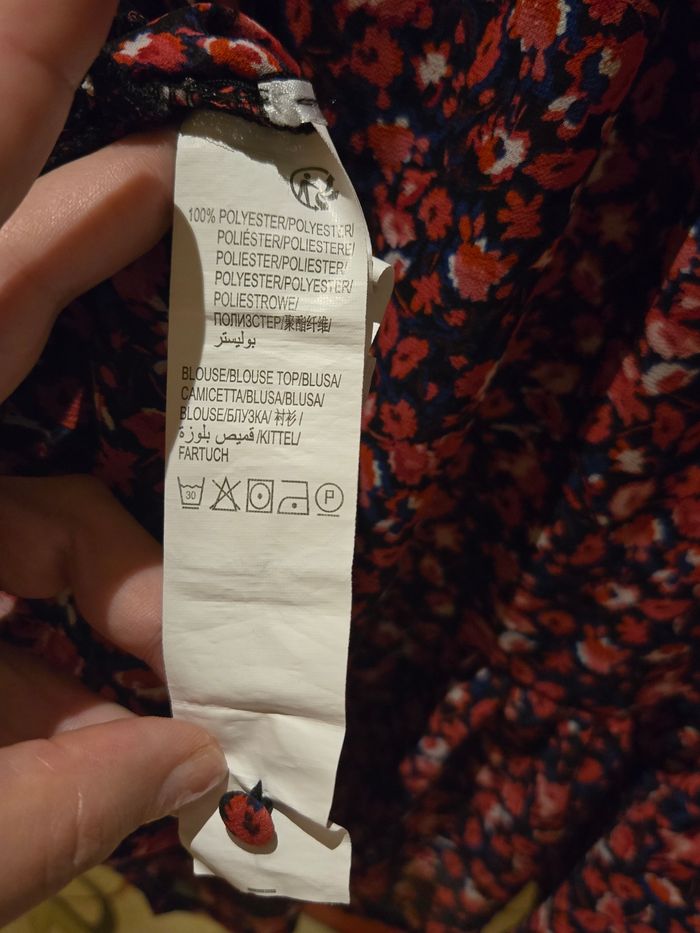 100% POLYESTER/POLYESTER/
POLIÉSTER/POLIESTERE/
POLIESTER/POLIESTER/
POLYESTER/POLYESTER/
POLIESTROWE/
ПОЛИЗСТЕР/聚酯纤维/
بوليستر
BLOUSE/BLOUSE TOP/BLUSA/
CAMICETTA/BLUSA/BLUSA/
BLOUSE/БЛУЗКА/ 衬衫 /
قميص بلوزة /KITTEL/
FARTUCH
30
P